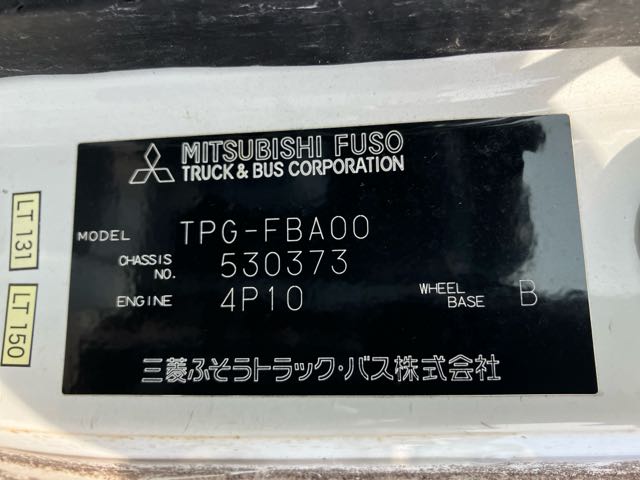 MITSUBISHI FUSO
TRUCK & BUS CORPORATION
MODEL TPG-FBA00
CHASSIS NO. 530373
ENGINE 4P10 WHEEL BASE B
三菱ふそうトラック・バス株式会社
LT 131
LT 150